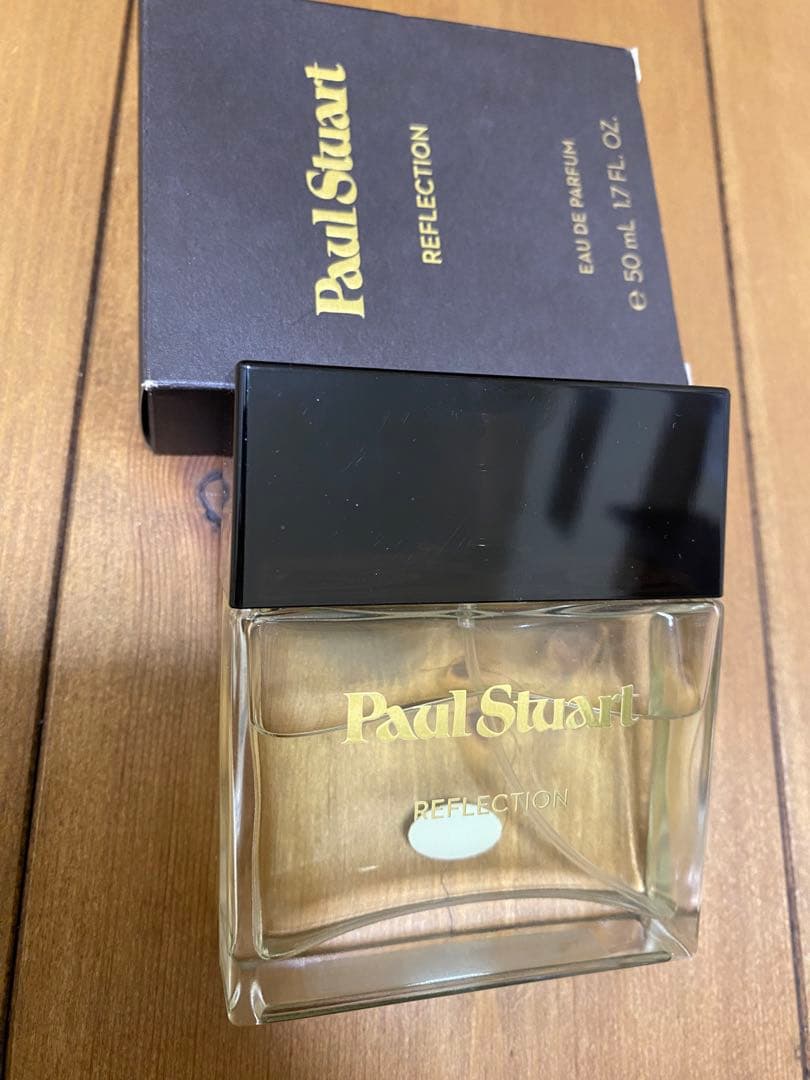 Paul Stuart
REFLECTION
EAU DE PARFUM
℮ 50 mL 1.7 FL. OZ.
Paul Stuart
REFLECTION